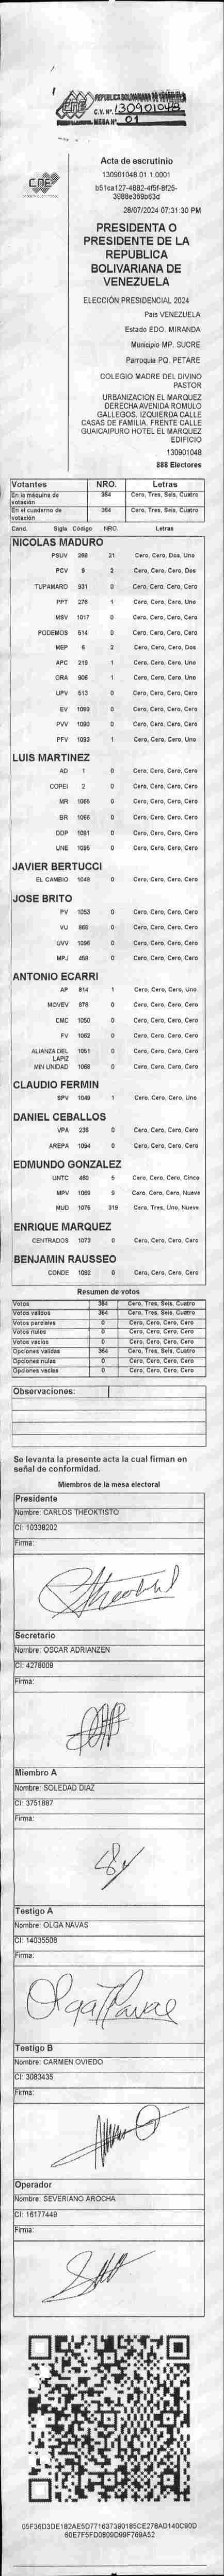 CNE
REPUBLICA BOLIVARIANA DE VENEZUELA
C.V. Nº. 130901048
MESA Nº. 01
CNE
Acta de escrutinio
130901048.01.1.0001
b51ca127-4882-4f5f-8f25-
3988e369b63d
28/07/2024 07:31:30 PM
PRESIDENTA O
PRESIDENTE DE LA
REPUBLICA
BOLIVARIANA DE
VENEZUELA
ELECCIÓN PRESIDENCIAL 2024
Pais VENEZUELA
Estado EDO. MIRANDA
Municipio MP. SUCRE
Parroquia PQ. PETARE
COLEGIO MADRE DEL DIVINO
PASTOR
URBANIZACION EL MARQUEZ
DERECHA AVENIDA ROMULO
GALLEGOS. IZQUIERDA CALLE
CASAS DE FAMILIA. FRENTE CALLE
GUAICAIPURO HOTEL EL MARQUEZ
EDIFICIO
130901048
888 Electores
Votantes NRO. Letras
En la máquina de votación 364 Cero, Tres, Seis, Cuatro
En el cuaderno de votación 364 Cero, Tres, Seis, Cuatro
Cand. Sigla Código NRO. Letras
NICOLAS MADURO
PSUV 269 21 Cero, Cero, Dos, Uno
PCV 9 2 Cero, Cero, Cero, Dos
TUPAMARO 931 0 Cero, Cero, Cero, Cero
PPT 276 1 Cero, Cero, Cero, Uno
MSV 1017 0 Cero, Cero, Cero, Cero
PODEMOS 514 0 Cero, Cero, Cero, Cero
MEP 6 2 Cero, Cero, Cero, Dos
APC 219 1 Cero, Cero, Cero, Uno
ORA 906 1 Cero, Cero, Cero, Uno
UPV 513 0 Cero, Cero, Cero, Cero
EV 1089 0 Cero, Cero, Cero, Cero
PVV 1090 0 Cero, Cero, Cero, Cero
PFV 1093 1 Cero, Cero, Cero, Uno
LUIS MARTINEZ
AD 1 0 Cero, Cero, Cero, Cero
COPEI 2 0 Cero, Cero, Cero, Cero
MR 1065 0 Cero, Cero, Cero, Cero
BR 1066 0 Cero, Cero, Cero, Cero
DDP 1091 0 Cero, Cero, Cero, Cero
UNE 1095 0 Cero, Cero, Cero, Cero
JAVIER BERTUCCI
EL CAMBIO 1048 0 Cero, Cero, Cero, Cero
JOSE BRITO
PV 1053 0 Cero, Cero, Cero, Cero
VU 865 0 Cero, Cero, Cero, Cero
UVV 1096 0 Cero, Cero, Cero, Cero
MPJ 458 0 Cero, Cero, Cero, Cero
ANTONIO ECARRI
AP 814 1 Cero, Cero, Cero, Uno
MOVEV 878 0 Cero, Cero, Cero, Cero
CMC 1050 0 Cero, Cero, Cero, Cero
FV 1062 0 Cero, Cero, Cero, Cero
ALIANZA DEL LAPIZ 1051 0 Cero, Cero, Cero, Cero
MIN UNIDAD 1068 0 Cero, Cero, Cero, Cero
CLAUDIO FERMIN
SPV 1049 1 Cero, Cero, Cero, Uno
DANIEL CEBALLOS
VPA 235 0 Cero, Cero, Cero, Cero
AREPA 1094 0 Cero, Cero, Cero, Cero
EDMUNDO GONZALEZ
UNTC 480 5 Cero, Cero, Cero, Cinco
MPV 1069 9 Cero, Cero, Cero, Nueve
MUD 1075 319 Cero, Tres, Uno, Nueve
ENRIQUE MARQUEZ
CENTRADOS 1073 0 Cero, Cero, Cero, Cero
BENJAMIN RAUSSEO
CONDE 1092 0 Cero, Cero, Cero, Cero
Resumen de votos
Votos 364 Cero, Tres, Seis, Cuatro
Votos validos 364 Cero, Tres, Seis, Cuatro
Votos parciales 0 Cero, Cero, Cero, Cero
Votos nulos 0 Cero, Cero, Cero, Cero
Votos vacíos 0 Cero, Cero, Cero, Cero
Opciones validas 364 Cero, Tres, Seis, Cuatro
Opciones nulas 0 Cero, Cero, Cero, Cero
Opciones vacías 0 Cero, Cero, Cero, Cero
Observaciones:
Se levanta la presente acta la cual firman en
señal de conformidad.
Miembros de la mesa electoral
Presidente
Nombre: CARLOS THEOKTISTO
CI: 10338202
Firma:
Secretario
Nombre: OSCAR ADRIANZEN
CI: 4278009
Firma:
Miembro A
Nombre: SOLEDAD DIAZ
CI: 3751887
Firma:
Testigo A
Nombre: OLGA NAVAS
CI: 14035508
Firma:
Olga Navas
Testigo B
Nombre: CARMEN OVIEDO
CI: 3083435
Firma:
Operador
Nombre: SEVERIANO AROCHA
CI: 16177449
Firma:
05F36D3DE182AE5D771637390185CE278AD140C90D
60E7F5FD0809D99F769A52